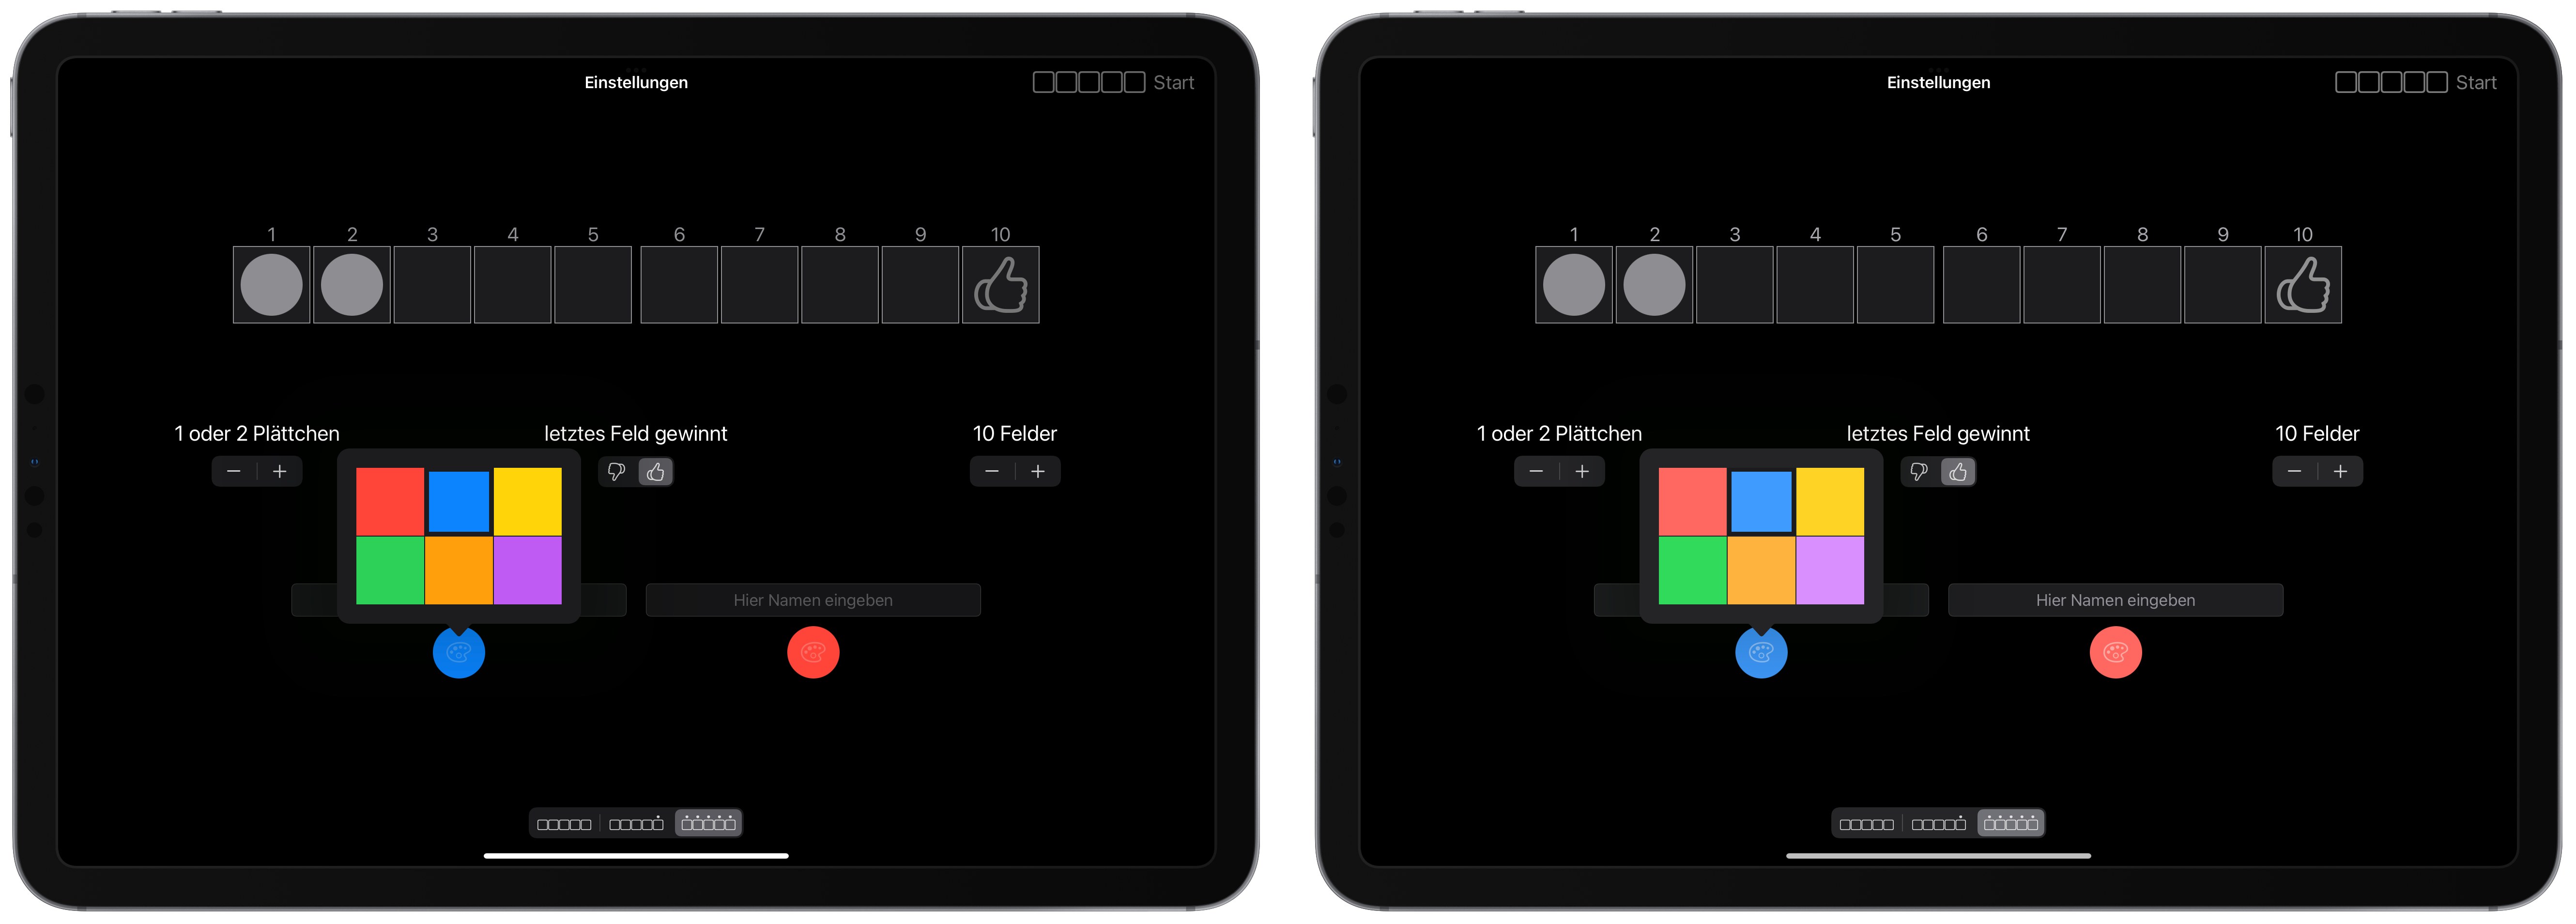 Einstellungen
Start
1 2 3 4 5 6 7 8 9 10
1 oder 2 Plättchen
letztes Feld gewinnt
10 Felder
Hier Namen eingeben
Einstellungen
Start
1 2 3 4 5 6 7 8 9 10
1 oder 2 Plättchen
letztes Feld gewinnt
10 Felder
Hier Namen eingeben